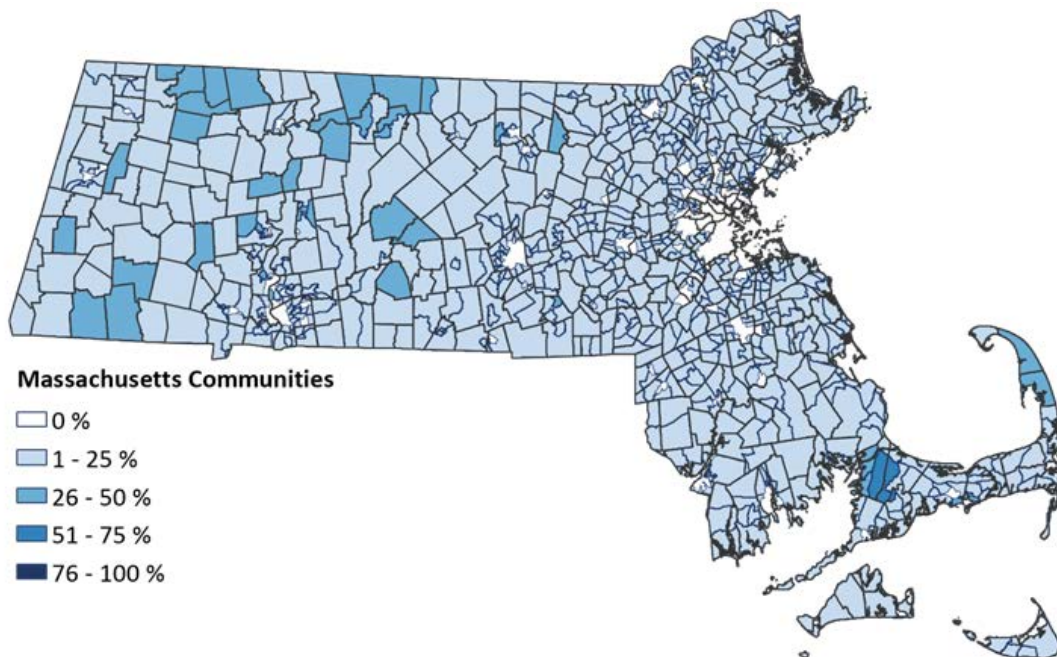 Massachusetts Communities
0 %
1 - 25 %
26 - 50 %
51 - 75 %
76 - 100 %